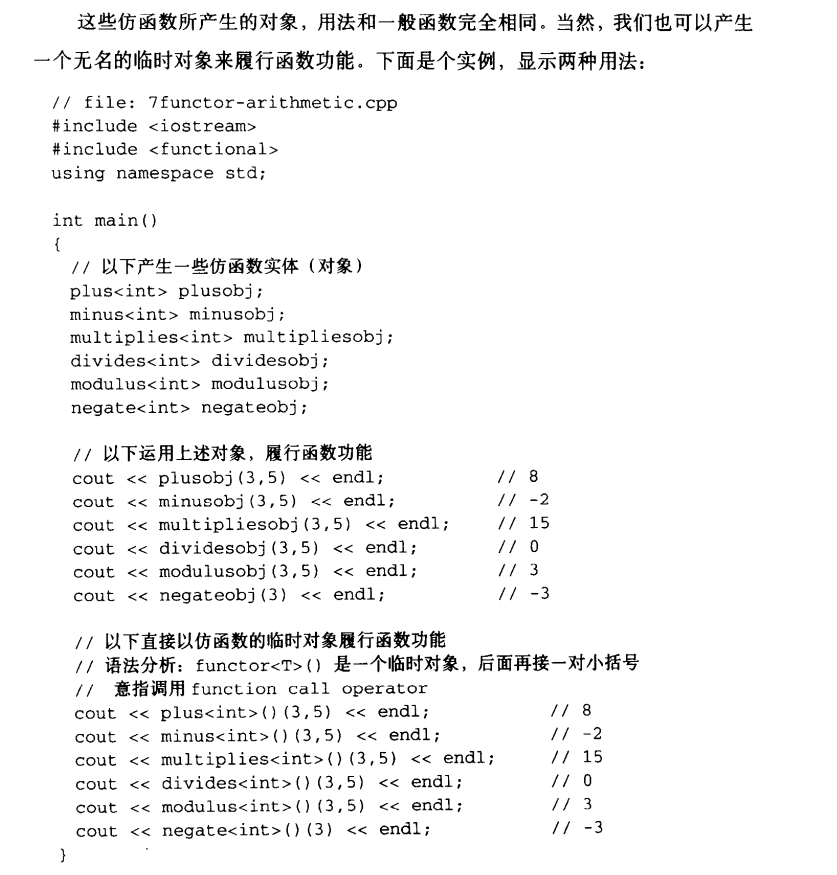 这些仿函数所产生的对象，用法和一般函数完全相同。当然，我们也可以产生
一个无名的临时对象来履行函数功能。下面是个实例，显示两种用法：
// file: 7functor-arithmetic.cpp
#include <iostream>
#include <functional>
using namespace std;
int main()
{
// 以下产生一些仿函数实体（对象）
plus<int> plusobj;
minus<int> minusobj;
multiplies<int> multipliesobj;
divides<int> dividesobj;
modulus<int> modulusobj;
negate<int> negateobj;
// 以下运用上述对象，履行函数功能
cout << plusobj(3,5) << endl; // 8
cout << minusobj(3,5) << endl; // -2
cout << multipliesobj(3,5) << endl; // 15
cout << dividesobj(3,5) << endl; // 0
cout << modulusobj(3,5) << endl; // 3
cout << negateobj(3) << endl; // -3
// 以下直接以仿函数的临时对象履行函数功能
// 语法分析：functor<T>() 是一个临时对象，后面再接一对小括号
// 意指调用 function call operator
cout << plus<int>()(3,5) << endl; // 8
cout << minus<int>()(3,5) << endl; // -2
cout << multiplies<int>()(3,5) << endl; // 15
cout << divides<int>()(3,5) << endl; // 0
cout << modulus<int>()(3,5) << endl; // 3
cout << negate<int>()(3) << endl; // -3
}